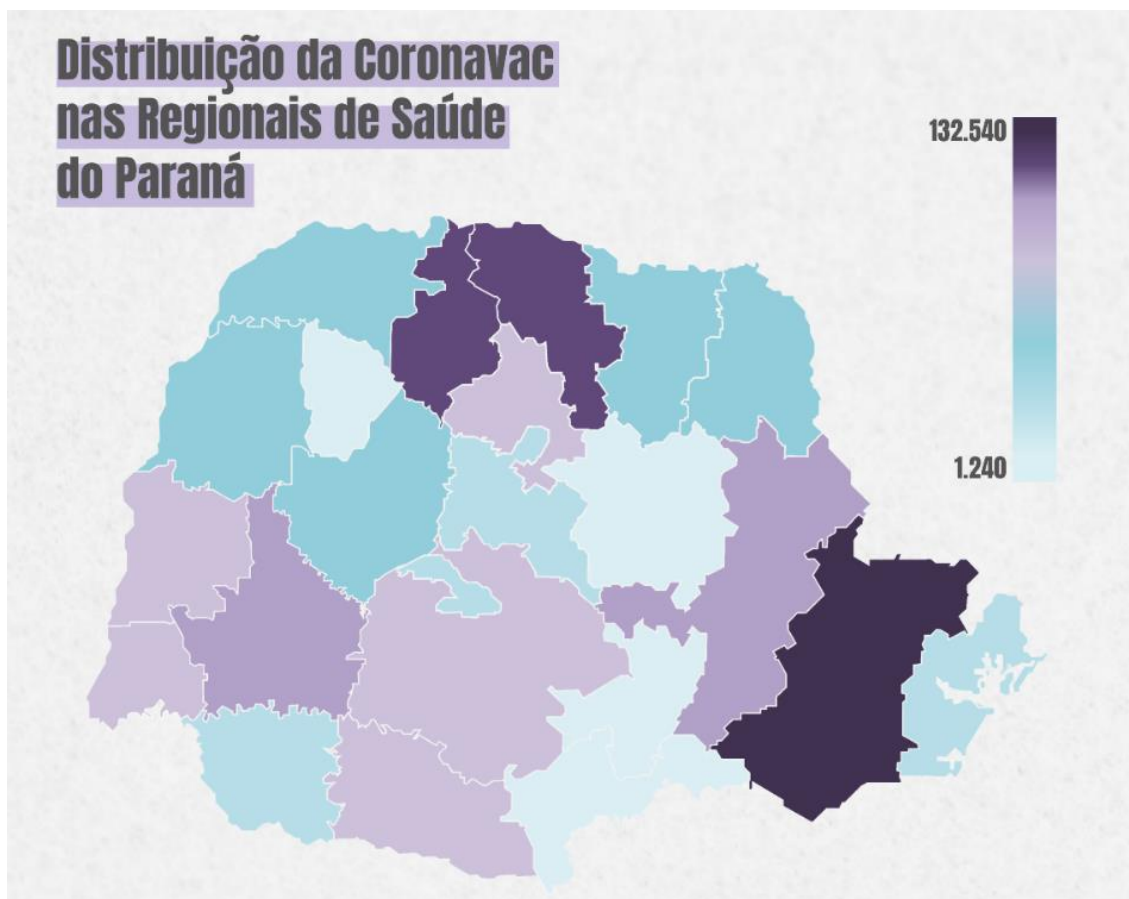 Distribuição da Coronavac
nas Regionais de Saúde
do Paraná
132.540
1.240